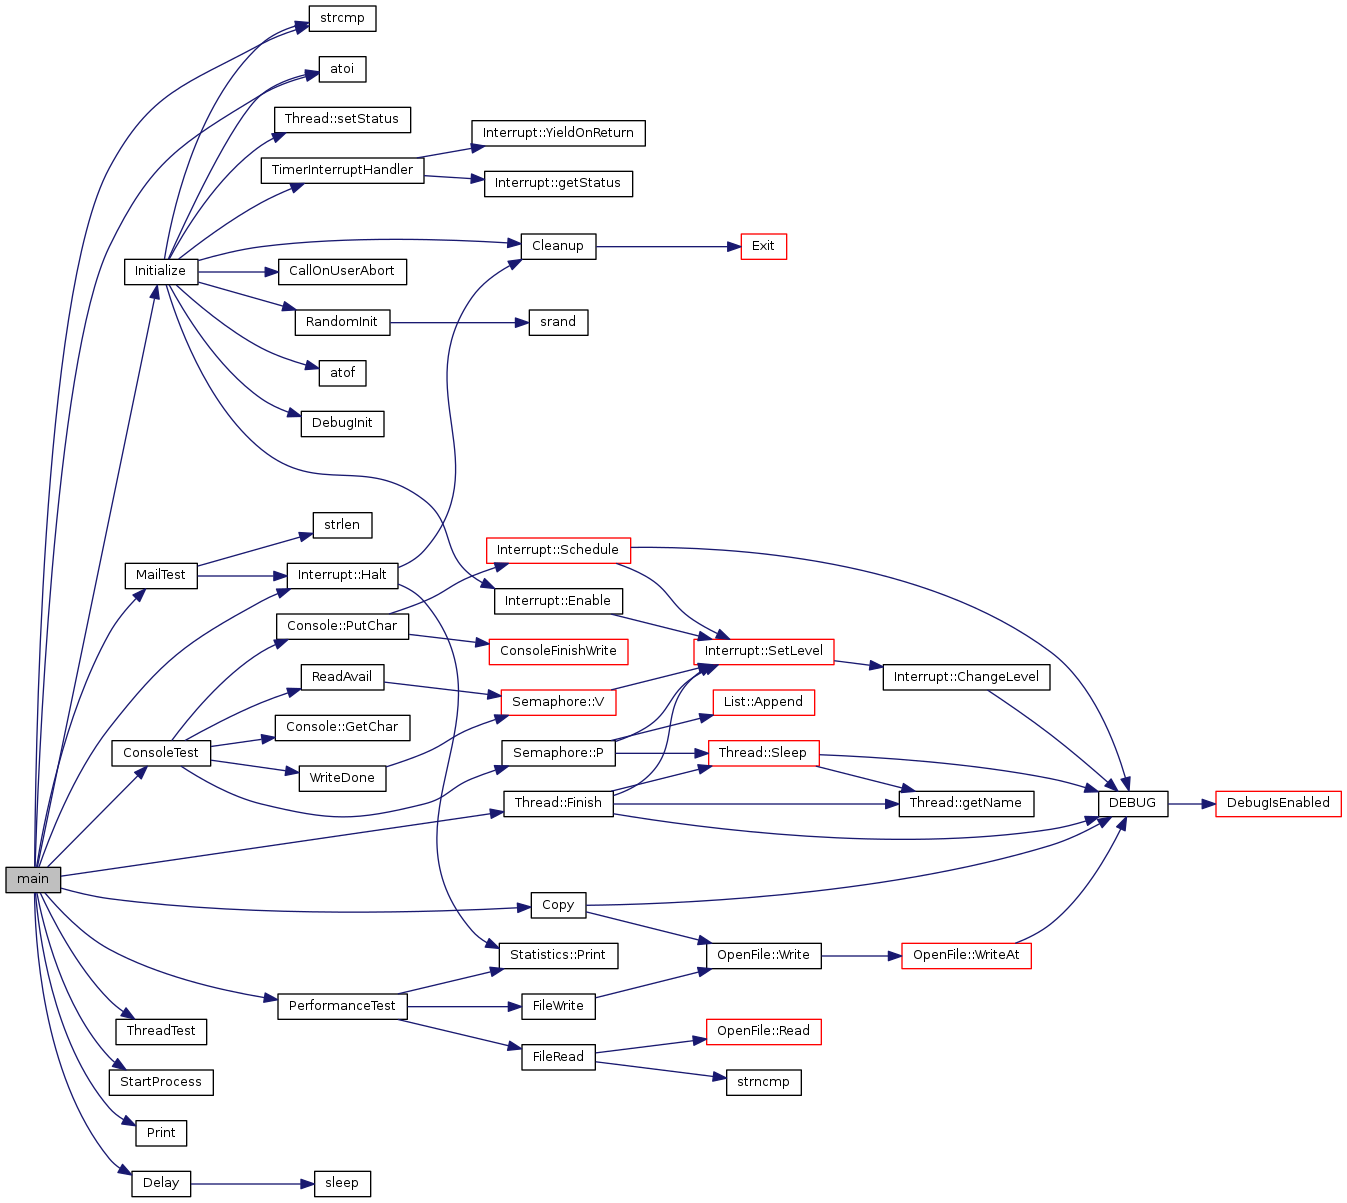 strcmp
atoi
Thread::setStatus
Interrupt::YieldOnReturn
TimerInterruptHandler
Interrupt::getStatus
Cleanup
Exit
Initialize
CallOnUserAbort
RandomInit
srand
atof
DebugInit
strlen
Interrupt::Schedule
MailTest
Interrupt::Halt
Interrupt::Enable
Console::PutChar
ConsoleFinishWrite
Interrupt::SetLevel
ReadAvail
Interrupt::ChangeLevel
Semaphore::V
List::Append
Console::GetChar
ConsoleTest
Semaphore::P
Thread::Sleep
WriteDone
Thread::Finish
Thread::getName
DEBUG
DebugIsEnabled
main
Copy
Statistics::Print
OpenFile::Write
OpenFile::WriteAt
PerformanceTest
FileWrite
ThreadTest
OpenFile::Read
FileRead
StartProcess
strncmp
Print
Delay
sleep